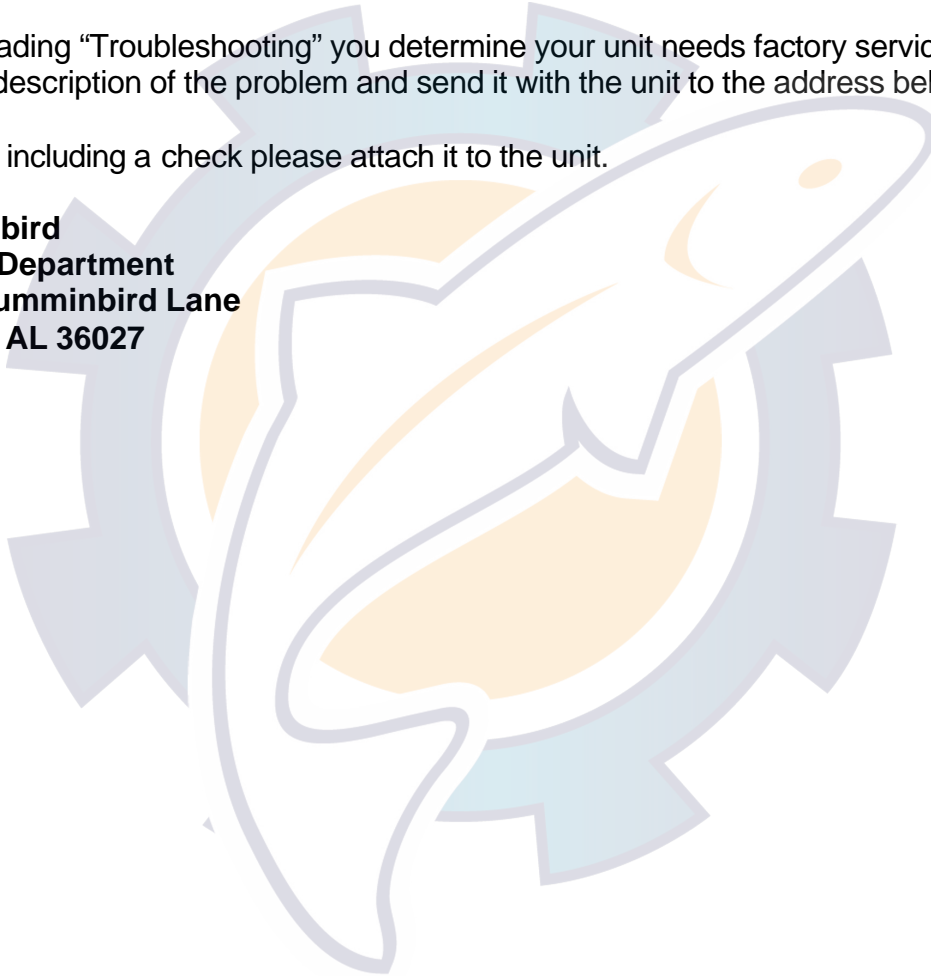 ading “Troubleshooting” you determine your unit needs factory servic
description of the problem and send it with the unit to the address bel
including a check please attach it to the unit.
bird
Department
umminbird Lane
AL 36027